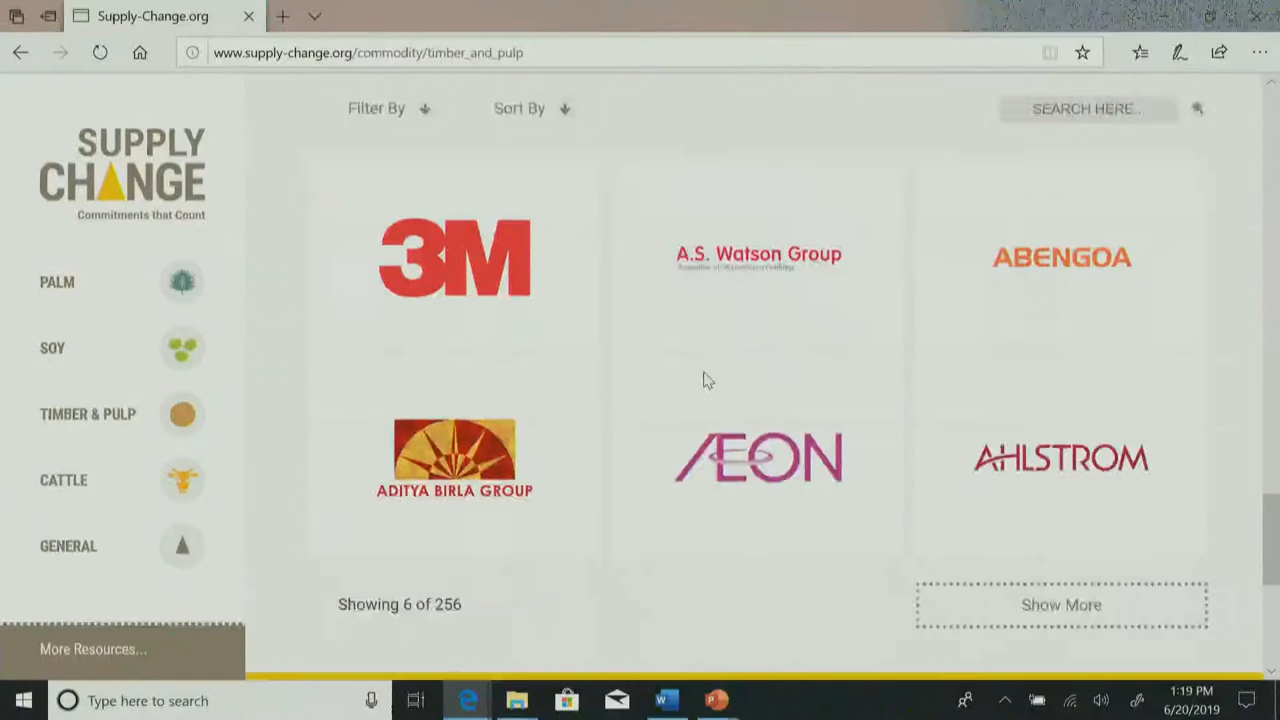 Supply-Change.org
www.supply-change.org/commodity/timber_and_pulp
Filter By
Sort By
SEARCH HERE..
SUPPLY
CHANGE
Commitments that Count
PALM
SOY
TIMBER & PULP
CATTLE
GENERAL
More Resources...
3M
A.S. Watson Group
ABENGOA
ADITYA BIRLA GROUP
ÆON
AHLSTROM
Showing 6 of 256
Show More
Type here to search
1:19 PM
6/20/2019